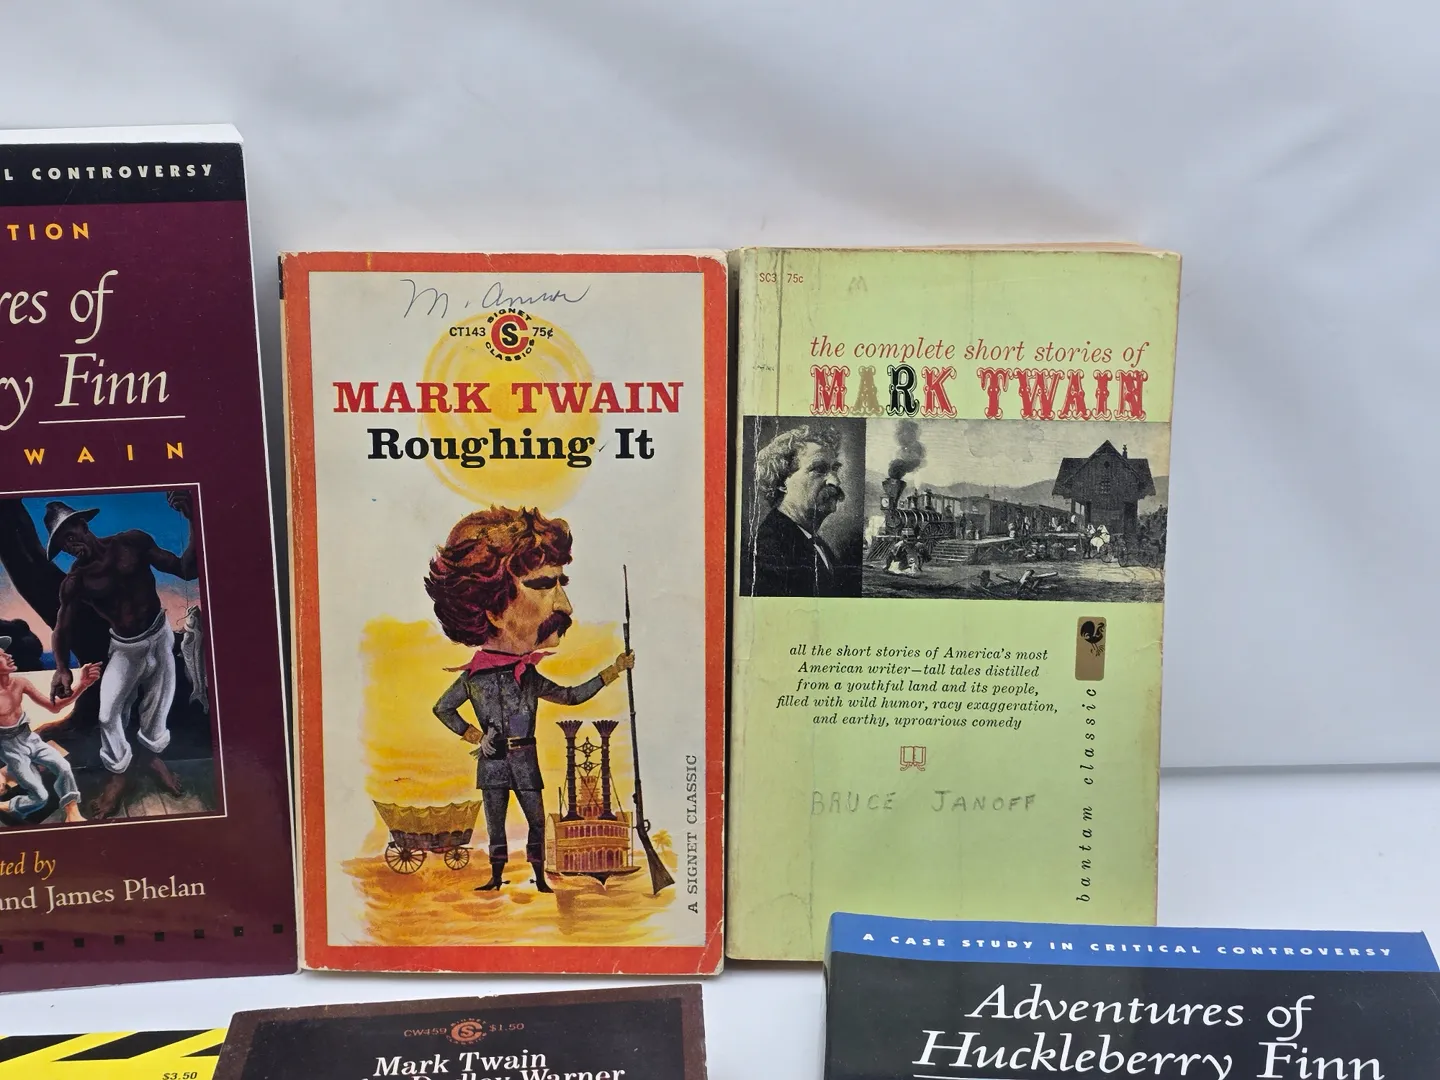 L CONTROVERSY
TION
res of
ry Finn
WAIN
ted by
and James Phelan
CT143
SIGNET CLASSICS
75¢
MARK TWAIN
Roughing It
A SIGNET CLASSIC
SC3 75c
the complete short stories of
MARK TWAIN
all the short stories of America's most
American writer—tall tales distilled
from a youthful land and its people,
filled with wild humor, racy exaggeration,
and earthy, uproarious comedy
BRUCE JANOFF
bantam classic
$3.50
CW459 $1.50
Mark Twain
Dudley Warner
A CASE STUDY IN CRITICAL CONTROVERSY
Adventures of
Huckleberry Finn